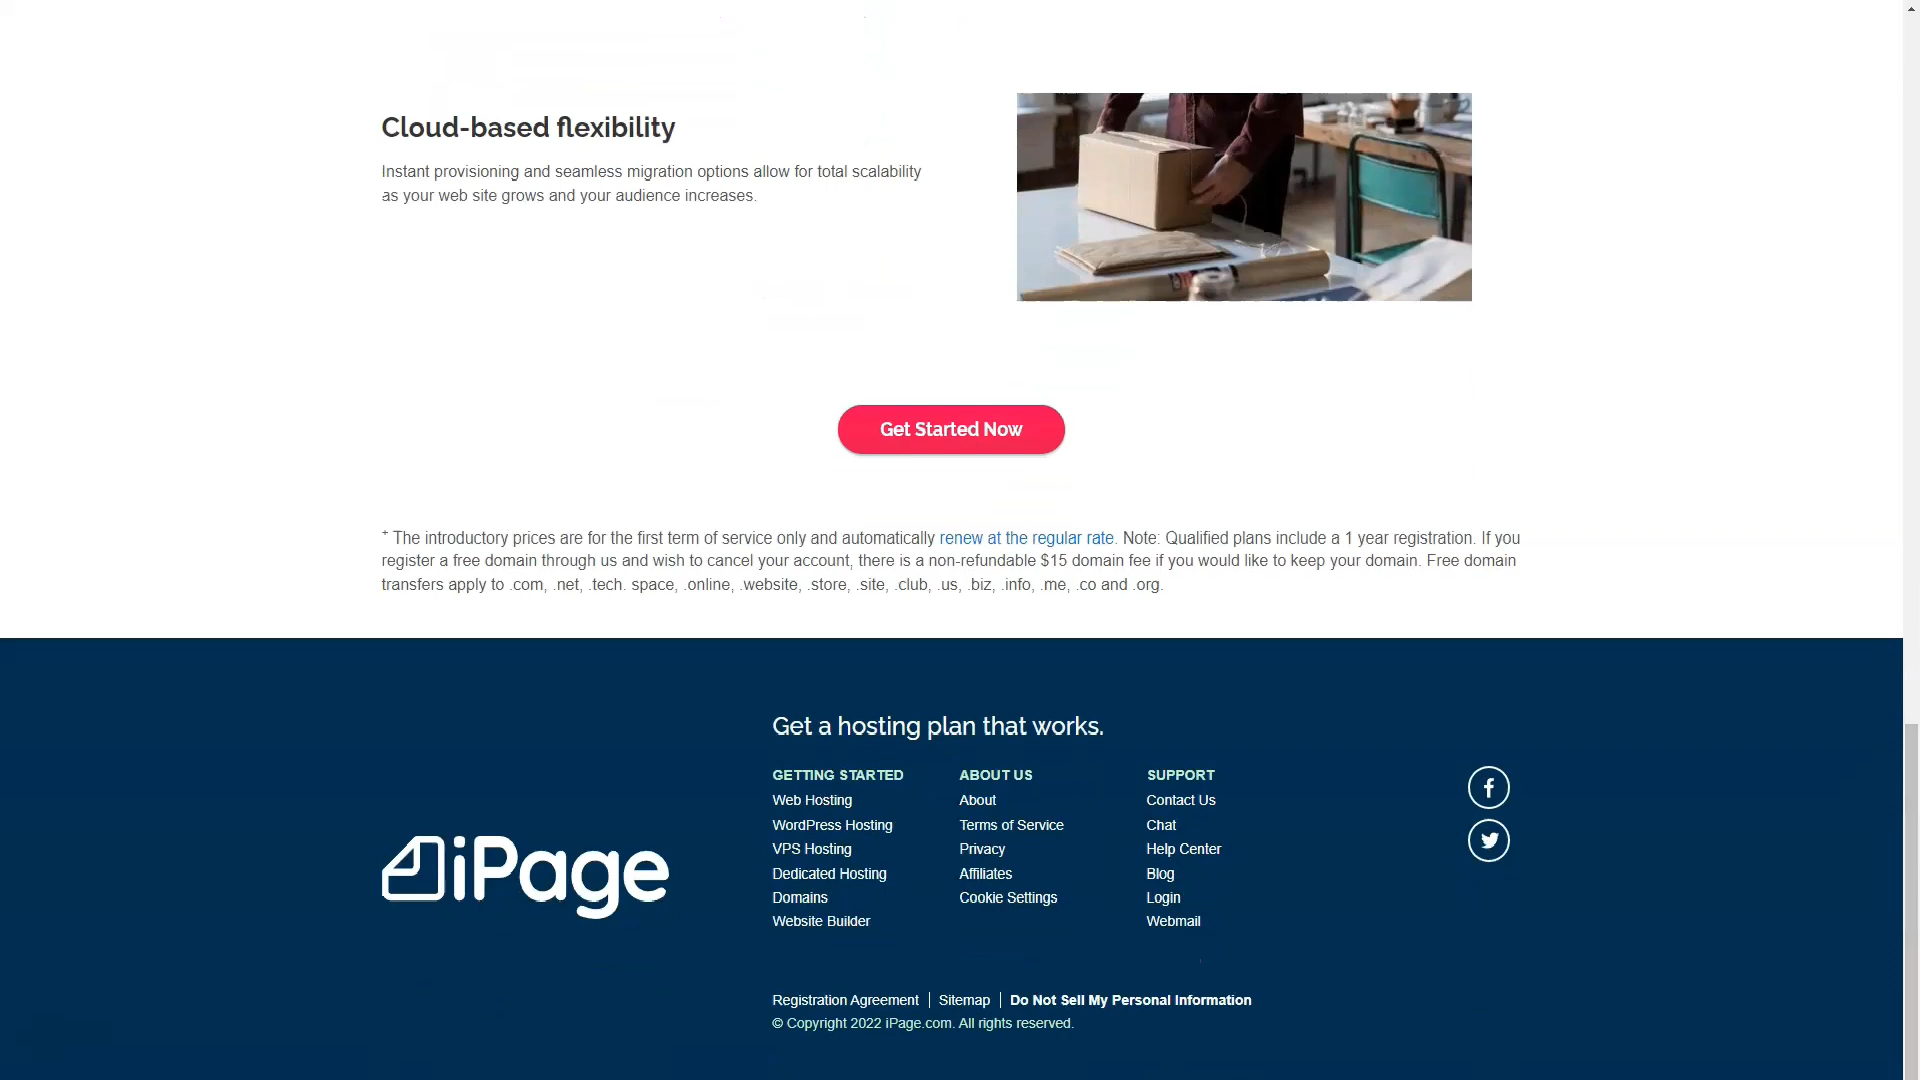 Cloud-based flexibility
Instant provisioning and seamless migration options allow for total scalability
as your web site grows and your audience increases.
Get Started Now
+ The introductory prices are for the first term of service only and automatically renew at the regular rate. Note: Qualified plans include a 1 year registration. If you
register a free domain through us and wish to cancel your account, there is a non-refundable $15 domain fee if you would like to keep your domain. Free domain
transfers apply to .com, .net, .tech. space, .online, .website, .store, .site, .club, .us, .biz, .info, .me, .co and .org.
Get a hosting plan that works.
GETTING STARTED
Web Hosting
WordPress Hosting
VPS Hosting
Dedicated Hosting
Domains
Website Builder
ABOUT US
About
Terms of Service
Privacy
Affiliates
Cookie Settings
SUPPORT
Contact Us
Chat
Help Center
Blog
Login
Webmail
iPage
Registration Agreement | Sitemap | Do Not Sell My Personal Information
© Copyright 2022 iPage.com. All rights reserved.